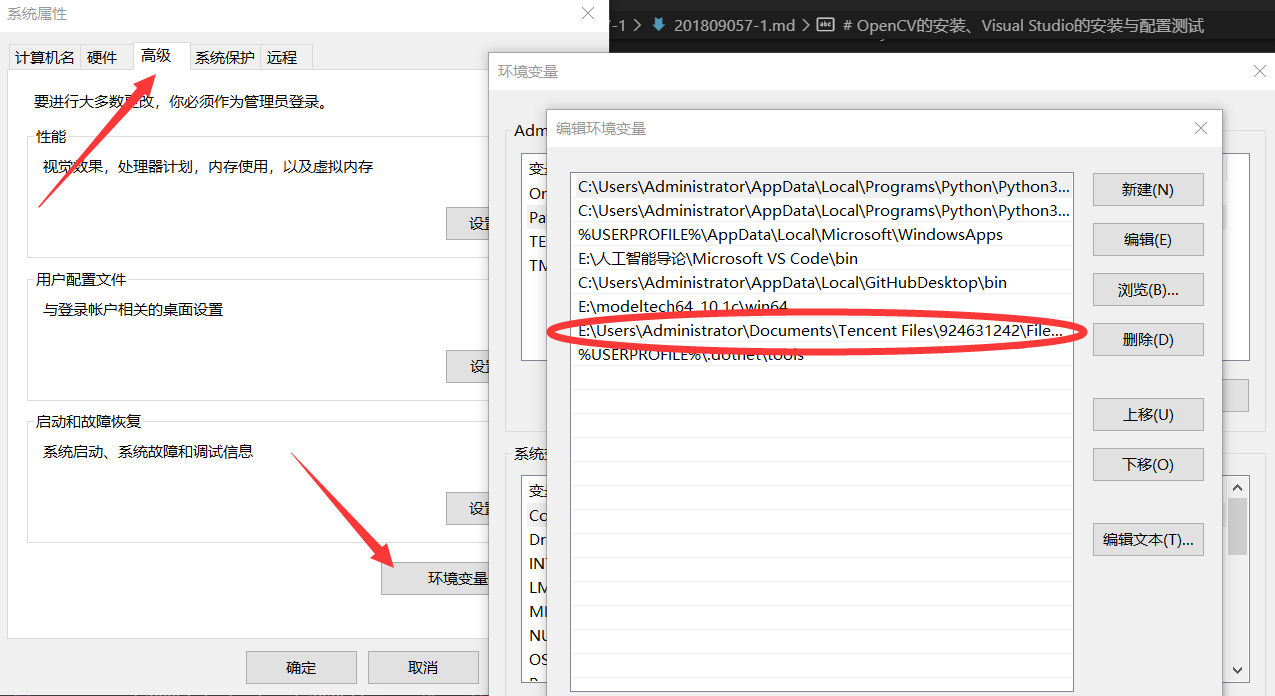 系统属性
计算机名 硬件 高级 系统保护 远程
要进行大多数更改，你必须作为管理员登录。
性能
视觉效果，处理器计划，内存使用，以及虚拟内存
设置
用户配置文件
与登录帐户相关的桌面设置
设置
启动和故障恢复
系统启动、系统故障和调试信息
设置
环境变量
确定 取消
-1 > 201809057-1.md > # OpenCV的安装、Visual Studio的安装与配置测试
环境变量
Adm
变
On
Pa
TE
TM
系统
变
Co
Dr
IN
LM
MI
NU
OS
编辑环境变量
C:\Users\Administrator\AppData\Local\Programs\Python\Python3...
C:\Users\Administrator\AppData\Local\Programs\Python\Python3...
%USERPROFILE%\AppData\Local\Microsoft\WindowsApps
E:\人工智能导论\Microsoft VS Code\bin
C:\Users\Administrator\AppData\Local\GitHubDesktop\bin
E:\modeltech64_10.1c\win64
E:\Users\Administrator\Documents\Tencent Files\924631242\File...
%USERPROFILE%\.dotnet\tools
新建(N)
编辑(E)
浏览(B)...
删除(D)
上移(U)
下移(O)
编辑文本(T)...